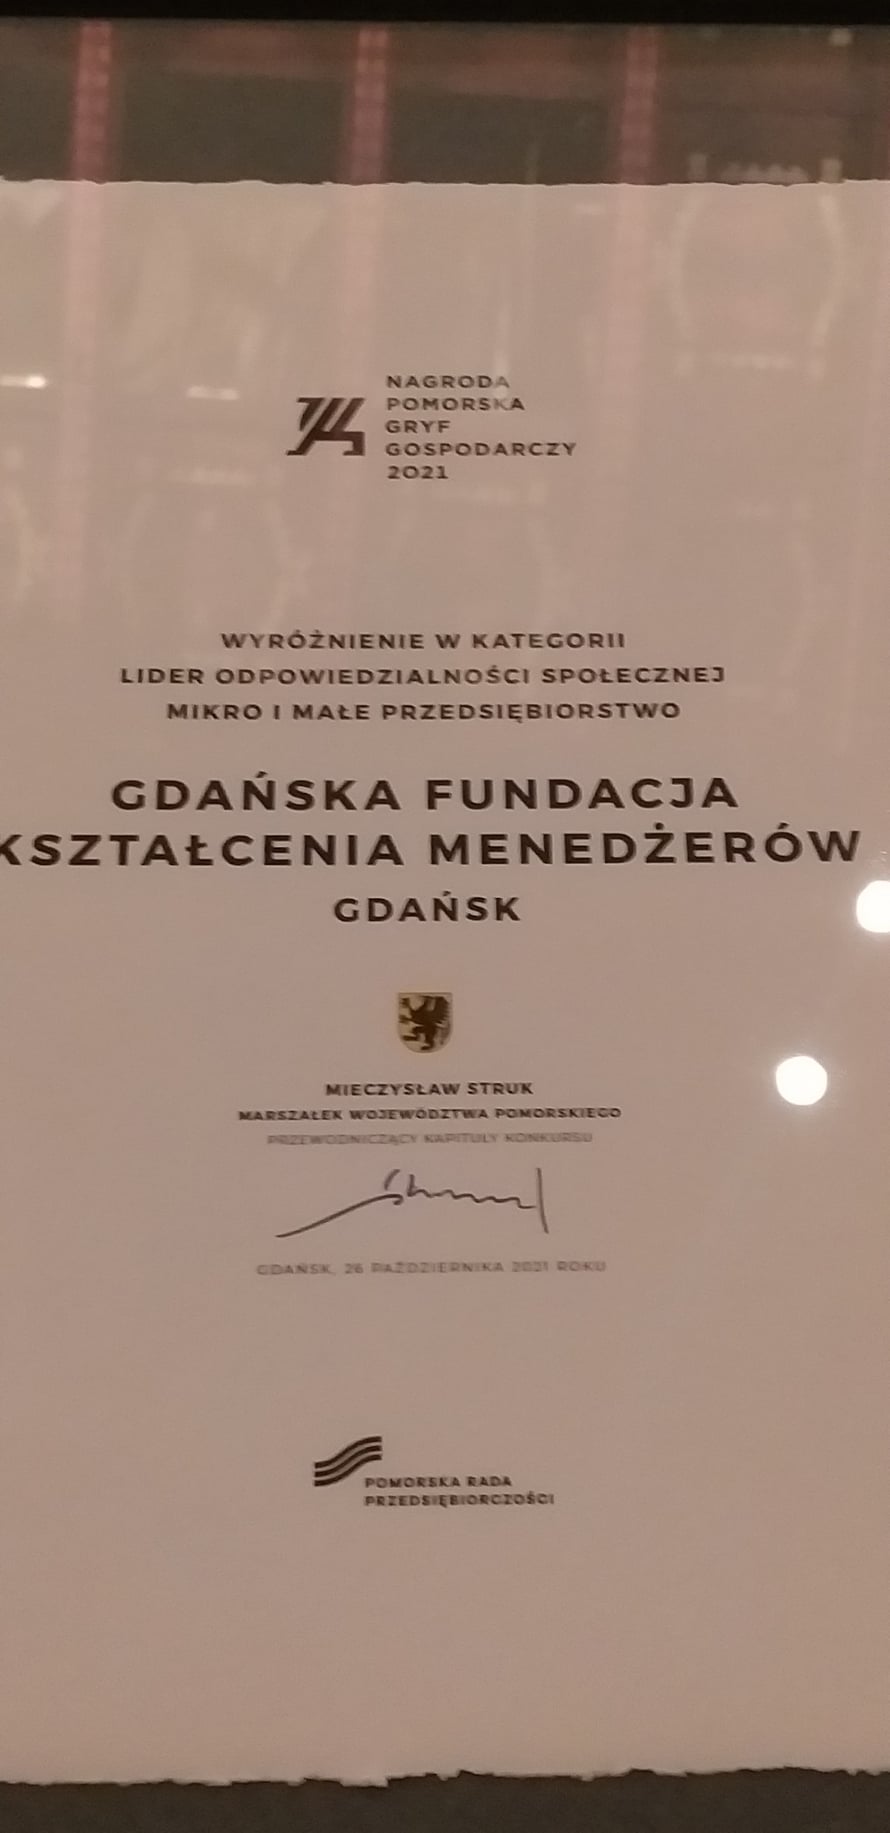 NAGRODA
POMORSKA
GRYF
GOSPODARCZY
2021
WYRÓŻNIENIE W KATEGORII
LIDER ODPOWIEDZIALNOŚCI SPOŁECZNEJ
MIKRO I MAŁE PRZEDSIĘBIORSTWO
GDAŃSKA FUNDACJA
KSZTAŁCENIA MENEDŻERÓW
GDAŃSK
MIECZYSŁAW STRUK
MARSZAŁEK WOJEWÓDZTWA POMORSKIEGO
PRZEWODNICZĄCY KAPITUŁY KONKURSU
GDAŃSK, 26 PAŹDZIERNIKA 2021 ROKU
POMORSKA RADA
PRZEDSIĘBIORCZOŚCI